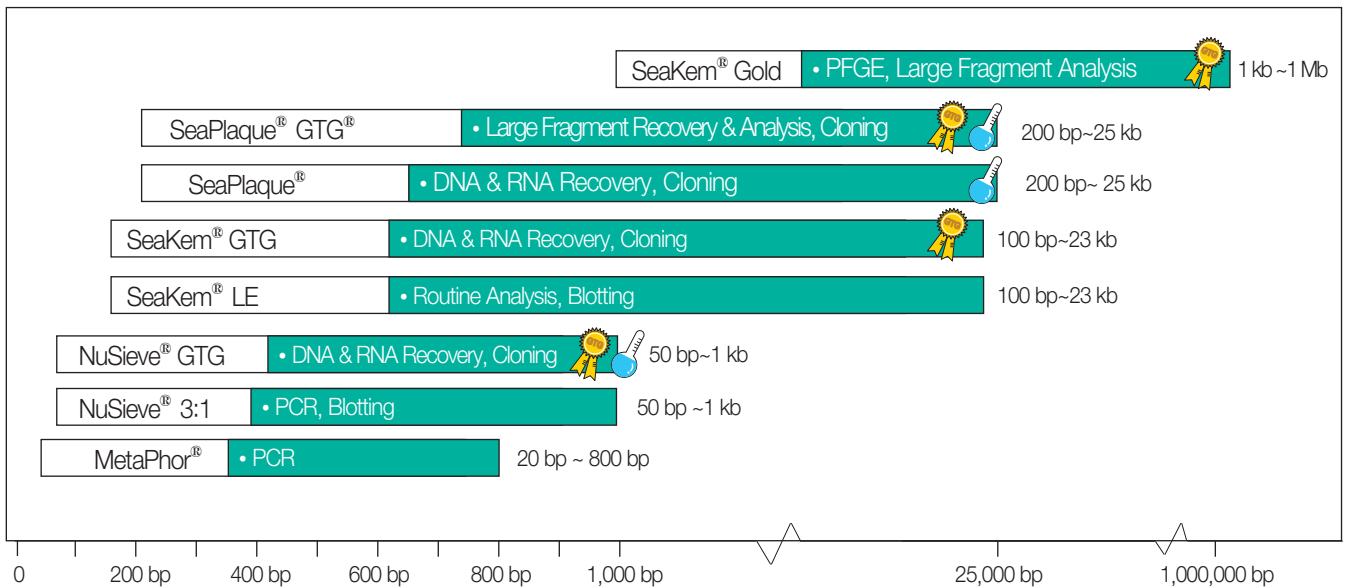 SeaKem® Gold • PFGE, Large Fragment Analysis GTG 1 kb ~1 Mb
SeaPlaque® GTG® • Large Fragment Recovery & Analysis, Cloning GTG 200 bp~25 kb
SeaPlaque® • DNA & RNA Recovery, Cloning 200 bp~ 25 kb
SeaKem® GTG • DNA & RNA Recovery, Cloning GTG 100 bp~23 kb
SeaKem® LE • Routine Analysis, Blotting 100 bp~23 kb
NuSieve® GTG • DNA & RNA Recovery, Cloning GTG 50 bp~1 kb
NuSieve® 3:1 • PCR, Blotting 50 bp ~1 kb
MetaPhor® • PCR 20 bp ~ 800 bp
0 200 bp 400 bp 600 bp 800 bp 1,000 bp 25,000 bp 1,000,000 bp